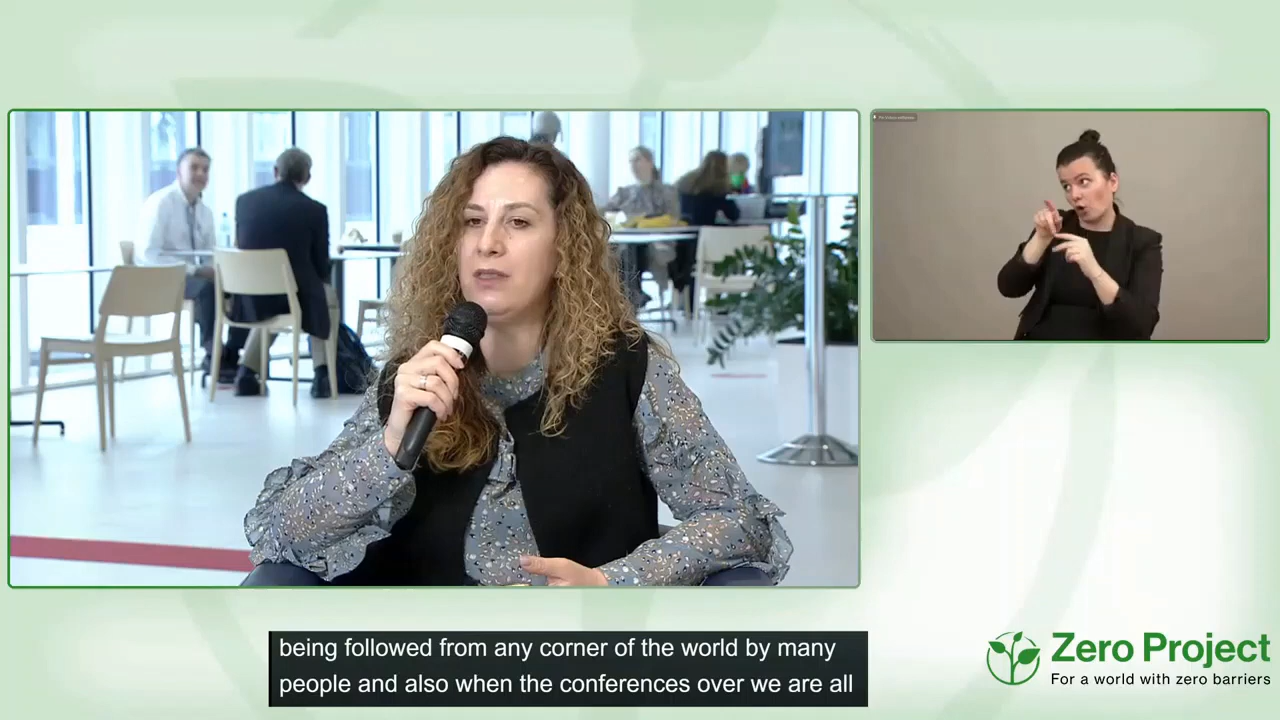 being followed from any corner of the world by many
people and also when the conferences over we are all
Zero Project
For a world with zero barriers